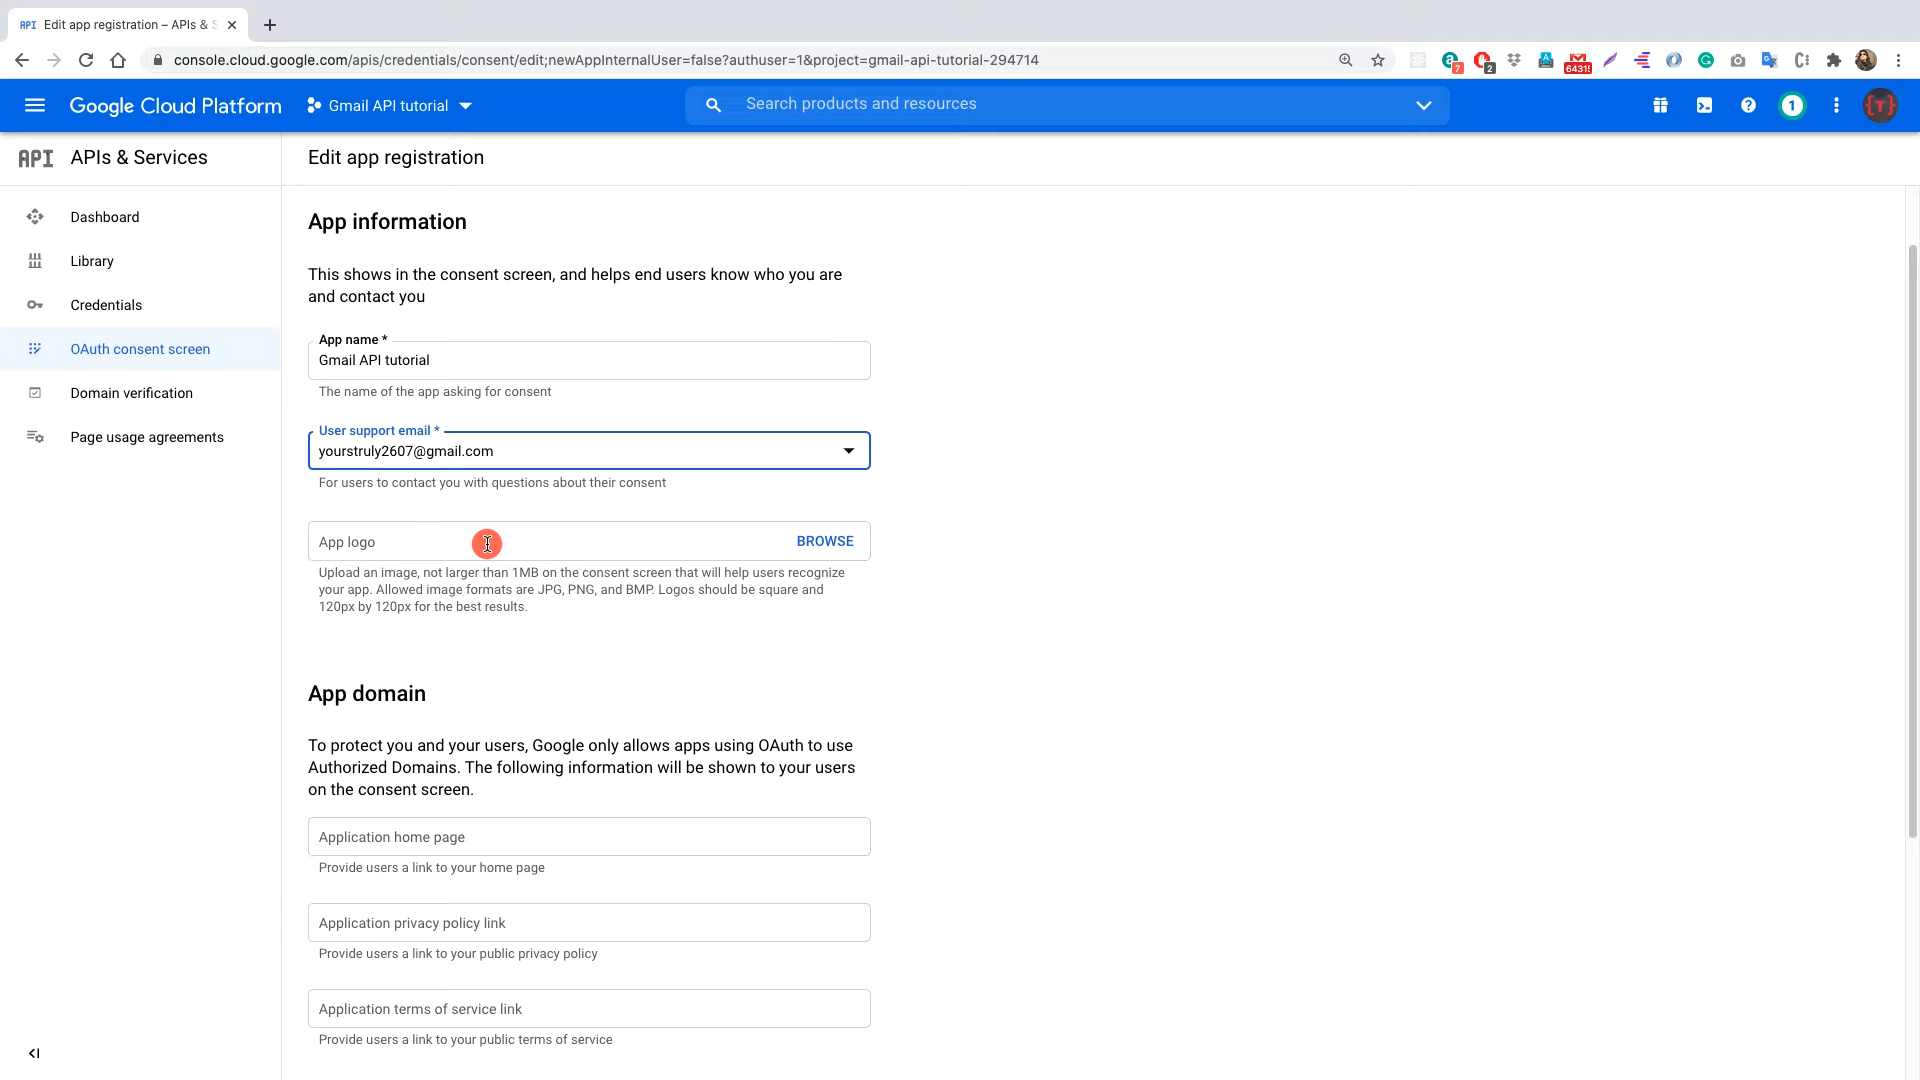 API Edit app registration – APIs & S
console.cloud.google.com/apis/credentials/consent/edit;newAppInternalUser=false?authuser=1&project=gmail-api-tutorial-294714
7
2
64315
Google Cloud Platform
Gmail API tutorial
Search products and resources
1
{T}
API APIs & Services
Edit app registration
Dashboard
Library
Credentials
OAuth consent screen
Domain verification
Page usage agreements
App information
This shows in the consent screen, and helps end users know who you are
and contact you
App name *
Gmail API tutorial
The name of the app asking for consent
User support email *
yourstruly2607@gmail.com
For users to contact you with questions about their consent
App logo
BROWSE
Upload an image, not larger than 1MB on the consent screen that will help users recognize
your app. Allowed image formats are JPG, PNG, and BMP. Logos should be square and
120px by 120px for the best results.
App domain
To protect you and your users, Google only allows apps using OAuth to use
Authorized Domains. The following information will be shown to your users
on the consent screen.
Application home page
Provide users a link to your home page
Application privacy policy link
Provide users a link to your public privacy policy
Application terms of service link
Provide users a link to your public terms of service